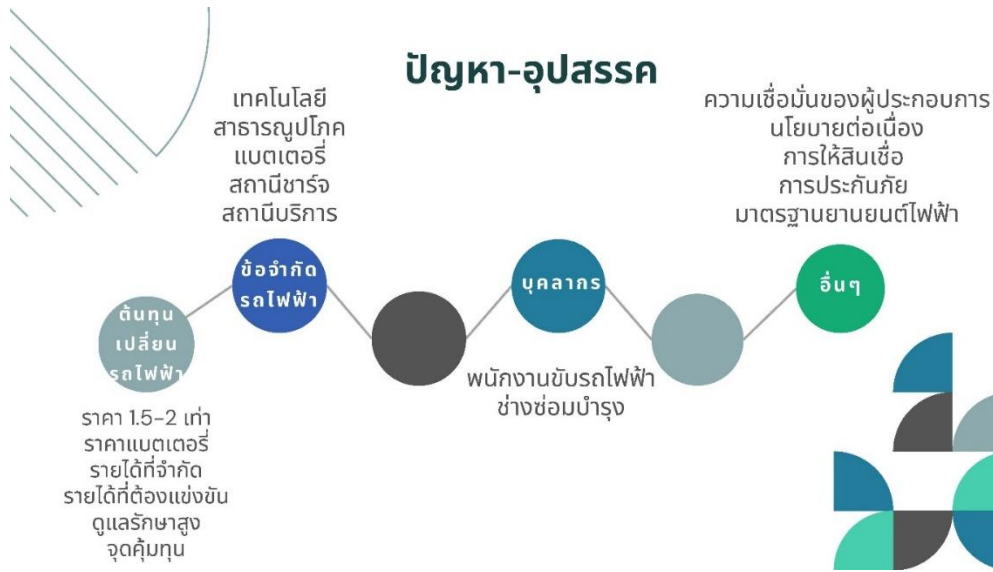 ปัญหา-อุปสรรค
เทคโนโลยี
สาธารณูปโภค
แบตเตอรี่
สถานีชาร์จ
สถานีบริการ
ความเชื่อมั่นของผู้ประกอบการ
นโยบายต่อเนื่อง
การให้สินเชื่อ
การประกันภัย
มาตรฐานยานยนต์ไฟฟ้า
ต้นทุน
เปลี่ยน
รถไฟฟ้า
ข้อจำกัด
รถไฟฟ้า
บุคลากร
อื่นๆ
ราคา 1.5-2 เท่า
ราคาแบตเตอรี่
รายได้ที่จำกัด
รายได้ที่ต้องแข่งขัน
ดูแลรักษาสูง
จุดคุ้มทุน
พนักงานขับรถไฟฟ้า
ช่างซ่อมบำรุง